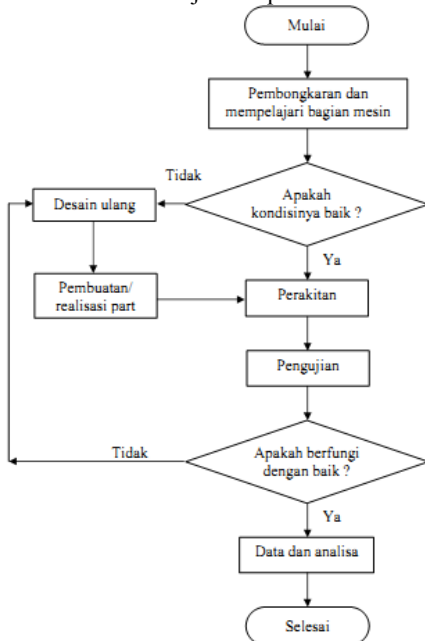 Mulai
Pembongkaran dan
mempelajari bagian mesin
Tidak
Apakah
kondisinya baik ?
Desain ulang
Ya
Pembuatan/
realisasi part
Perakitan
Pengujian
Tidak
Apakah berfungi
dengan baik ?
Ya
Data dan analisa
Selesai